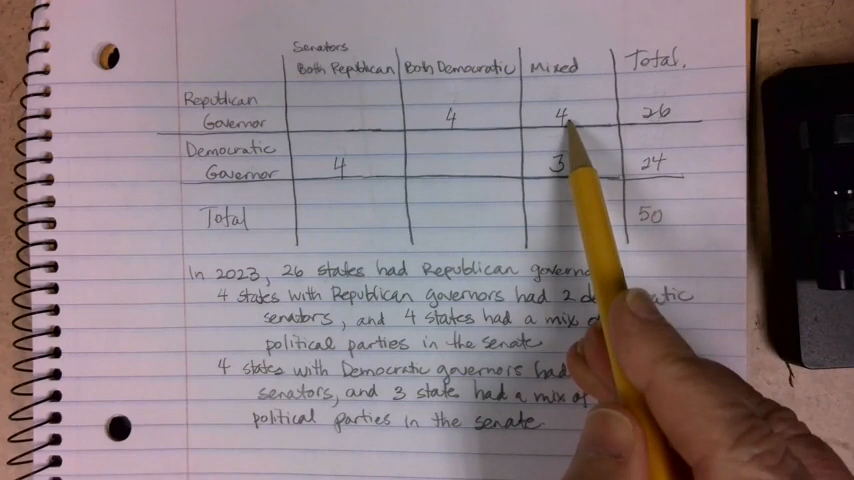 Senators
Both Republican Both Democratic Mixed Total.
Republican
Governor 4 4 26
Democratic
Governor 4 3 24
Total 50
In 2023, 26 states had Republican
4 states with Republican governors had 2
senators, and 4 states had a mix
political parties in the senate
4 states with Democratic governors had
senators, and 3 state had a mix of
political parties in the senate.